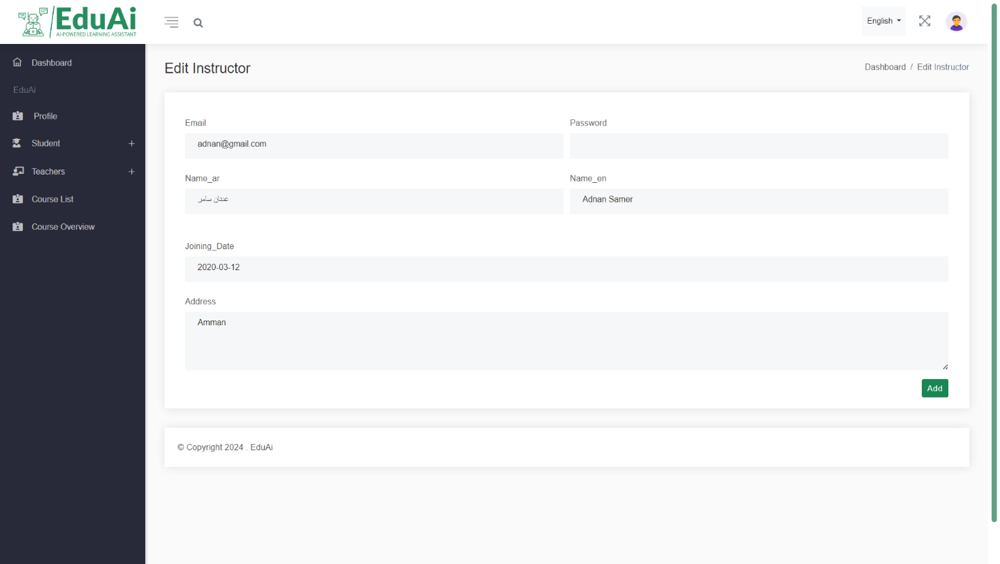 EduAi
AI-POWERED LEARNING ASSISTANT
English
Dashboard
EduAi
Profile
Student
Teachers
Course List
Course Overview
Edit Instructor
Dashboard / Edit Instructor
Email
Password
adnan@gmail.com
Name_ar
Name_en
عدنان سامر
Adnan Samer
Joining_Date
2020-03-12
Address
Amman
Add
© Copyright 2024 . EduAi